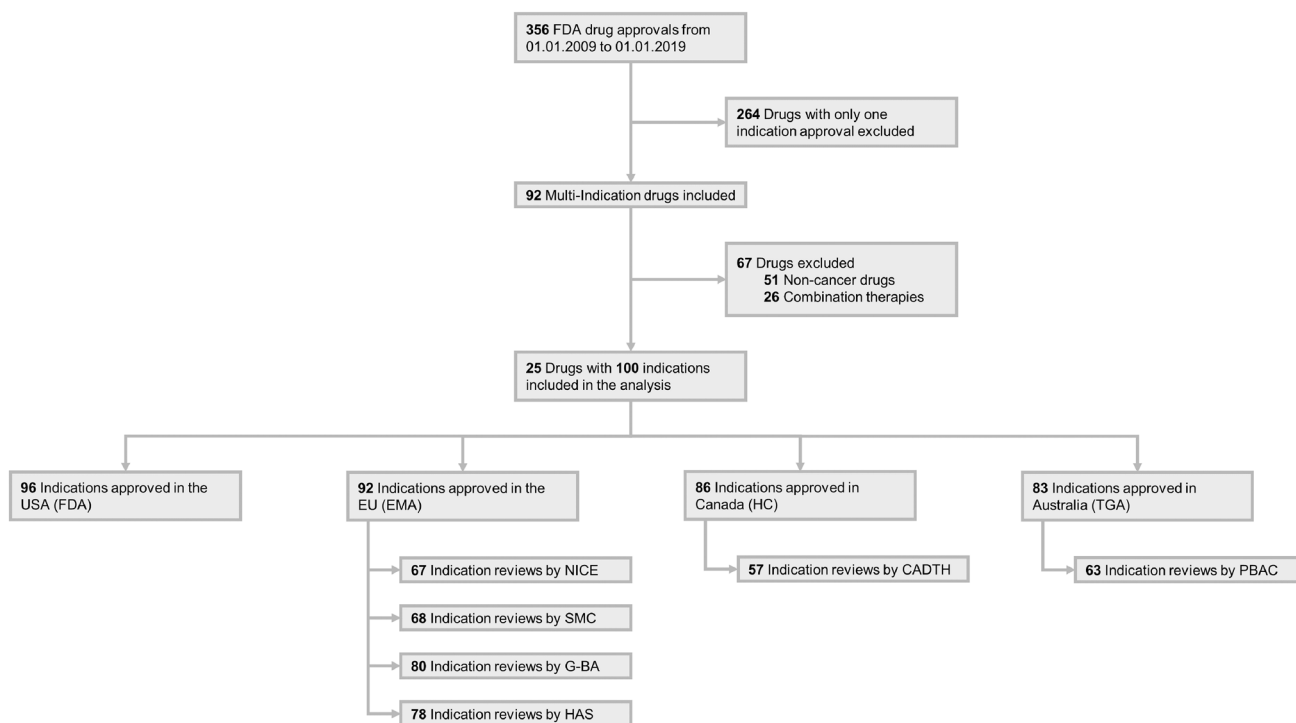 356 FDA drug approvals from
01.01.2009 to 01.01.2019
264 Drugs with only one
indication approval excluded
92 Multi-Indication drugs included
67 Drugs excluded
51 Non-cancer drugs
26 Combination therapies
25 Drugs with 100 indications
included in the analysis
96 Indications approved in the
USA (FDA)
92 Indications approved in the
EU (EMA)
86 Indications approved in
Canada (HC)
83 Indications approved in
Australia (TGA)
67 Indication reviews by NICE
68 Indication reviews by SMC
80 Indication reviews by G-BA
78 Indication reviews by HAS
57 Indication reviews by CADTH
63 Indication reviews by PBAC